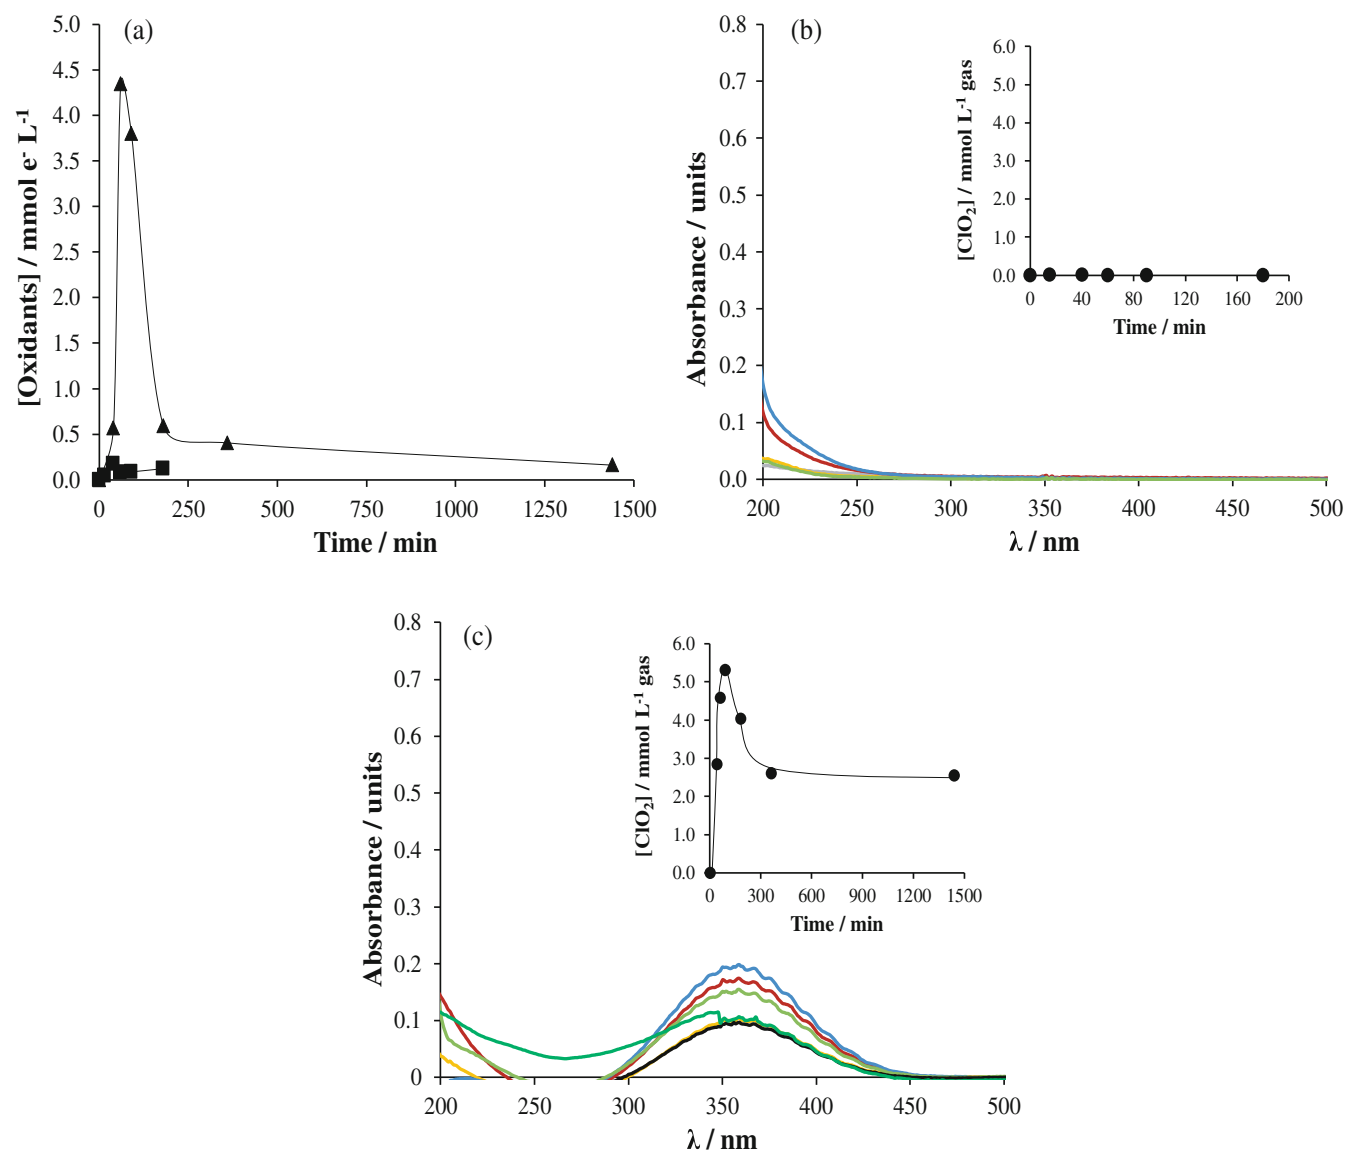 (a)
[Oxidants] / mmol e⁻ L⁻¹
5.0
4.5
4.0
3.5
3.0
2.5
2.0
1.5
1.0
0.5
0.0
0 250 500 750 1000 1250 1500
Time / min
(b)
Absorbance / units
0.8
0.7
0.6
0.5
0.4
0.3
0.2
0.1
0.0
200 250 300 350 400 450 500
λ / nm
[ClO₂] / mmol L⁻¹ gas
6.0
5.0
4.0
3.0
2.0
1.0
0.0
0 40 80 120 160 200
Time / min
(c)
Absorbance / units
0.8
0.7
0.6
0.5
0.4
0.3
0.2
0.1
0
200 250 300 350 400 450 500
λ / nm
[ClO₂] / mmol L⁻¹ gas
6.0
5.0
4.0
3.0
2.0
1.0
0.0
0 300 600 900 1200 1500
Time / min